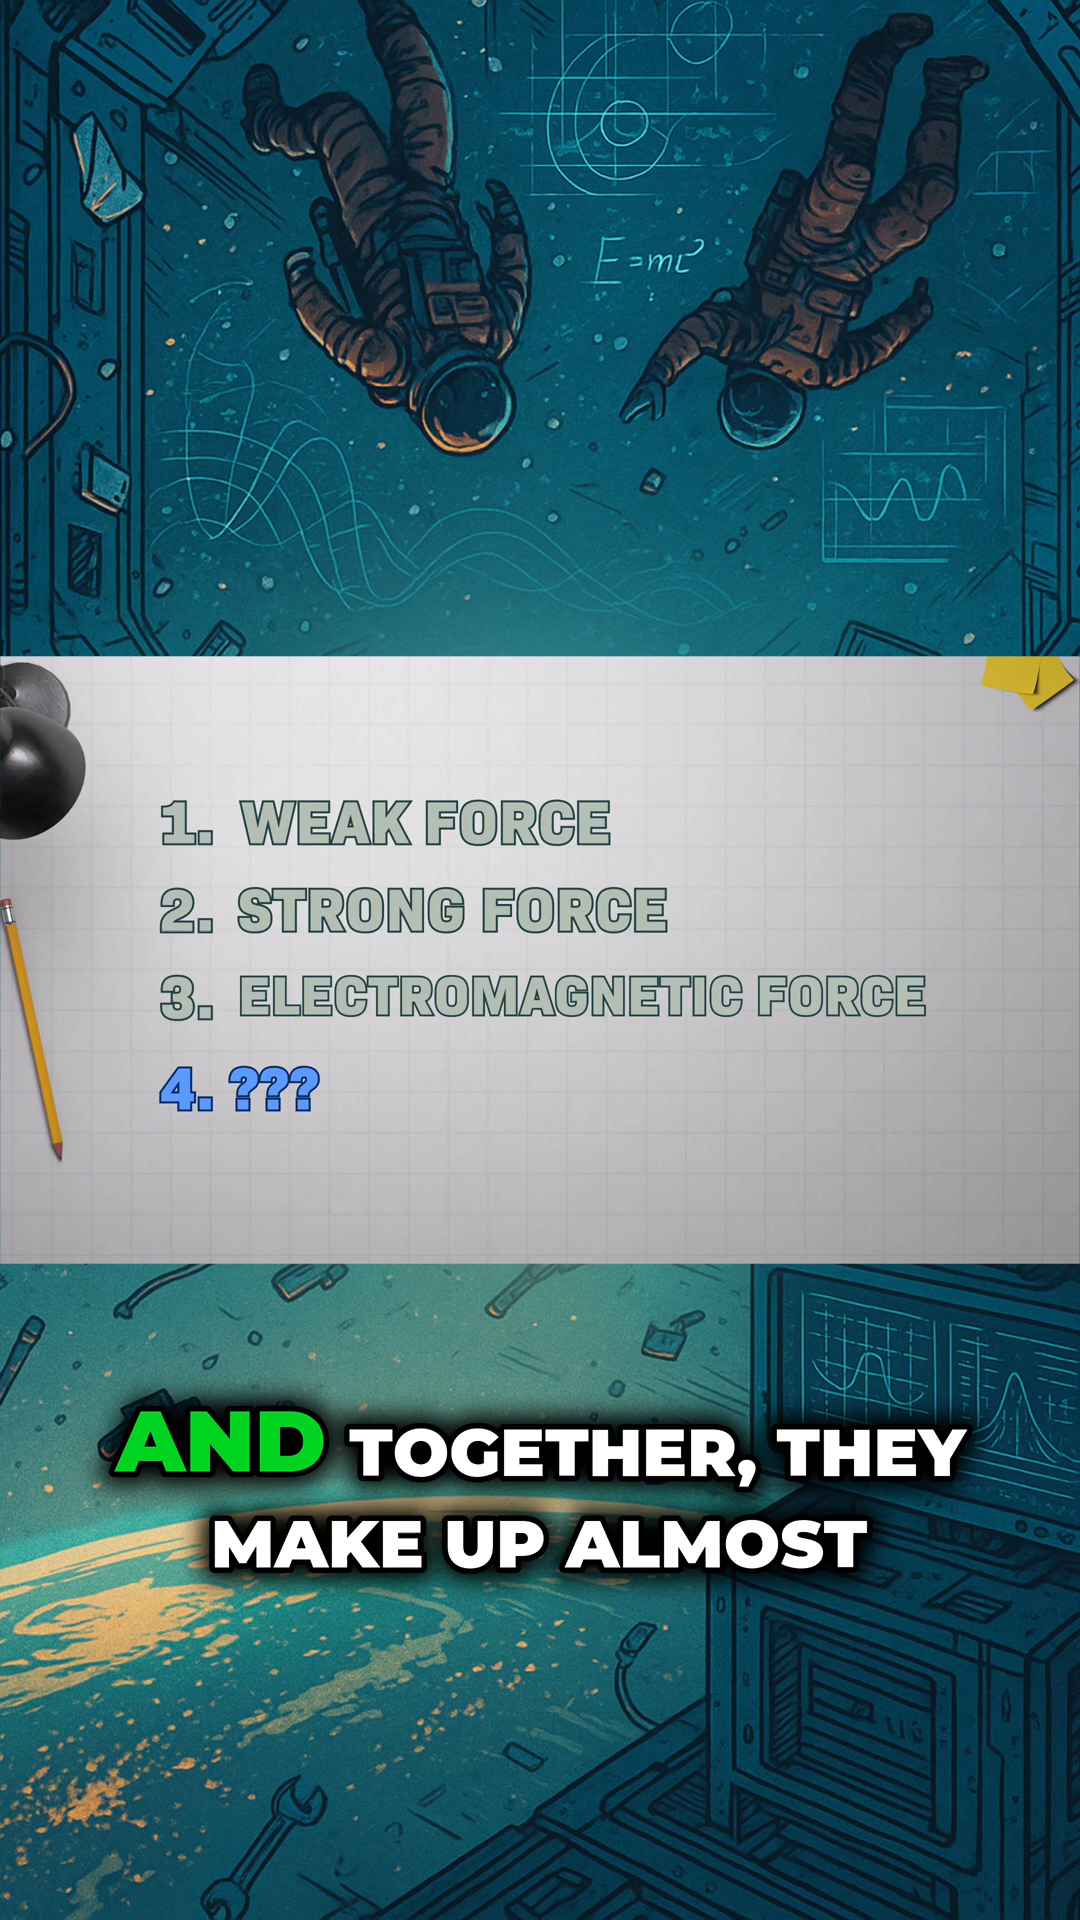 E=mc²
1. WEAK FORCE
2. STRONG FORCE
3. ELECTROMAGNETIC FORCE
4. ???
AND TOGETHER, THEY
MAKE UP ALMOST